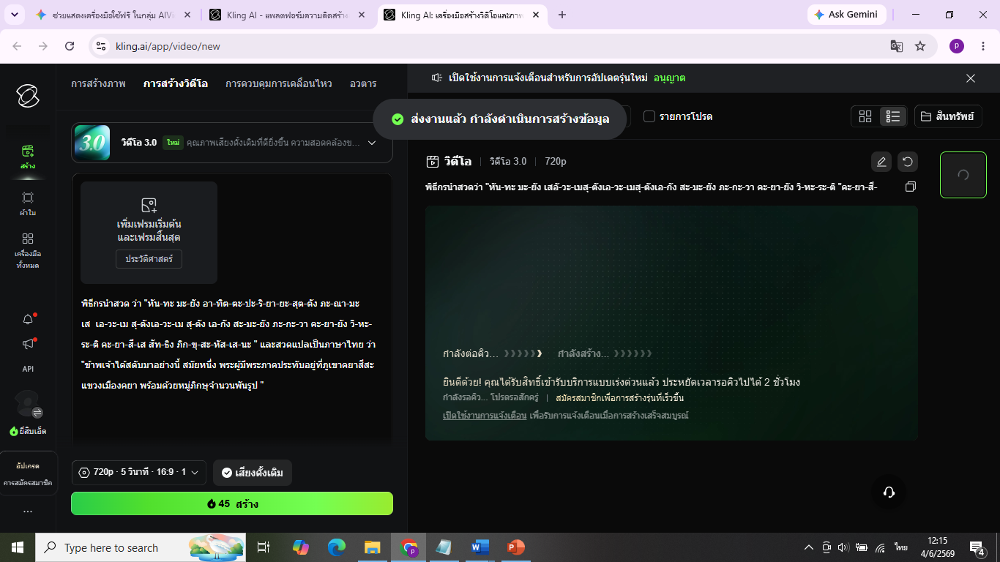 ช่วยแสดงเครื่องมือใช้ฟรี ในกลุ่ม AIVi
Kling AI - แพลตฟอร์มความคิดสร้าง
Kling AI: เครื่องมือสร้างวิดีโอและภาพ
Ask Gemini
kling.ai/app/video/new
p
การสร้างภาพ
การสร้างวิดีโอ
การควบคุมการเคลื่อนไหว
อวตาร
เปิดใช้งานการแจ้งเตือนสำหรับการอัปเดตรุ่นใหม่ อนุญาต
ส่งงานแล้ว กำลังดำเนินการสร้างข้อมูล
รายการโปรด
สินทรัพย์
3.0
วิดีโอ 3.0 ใหม่ คุณภาพเสียงดั้งเดิมที่ดียิ่งขึ้น ความสอดคล้องข...
สร้าง
ผ้าใบ
เครื่องมือ
ทั้งหมด
API
ยี่สิบเอ็ด
อัปเกรด
การสมัครสมาชิก
เพิ่มเฟรมเริ่มต้น
และเฟรมสิ้นสุด
ประวัติศาสตร์
พิธีกรนำสวด ว่า "หัน-ทะ มะ-ยัง อา-ทิต-ตะ-ปะ-ริ-ยา-ยะ-สุต-ตัง ภะ-ณา-มะ
เส เอ-วะ-เม สุ-ตังเอ-วะ-เม สุ-ตัง เอ-กัง สะ-มะ-ยัง ภะ-กะ-วา คะ-ยา-ยัง วิ-หะ-
ระ-ติ คะ-ยา-สี-เส สัท-ธิง ภิก-ขุ-สะ-หัส-เส-นะ " และสวดแปลเป็นภาษาไทย ว่า
"ข้าพเจ้าได้สดับมาอย่างนี้ สมัยหนึ่ง พระผู้มีพระภาคประทับอยู่ที่ภูเขาคยาสีสะ
แขวงเมืองคยา พร้อมด้วยหมู่ภิกษุจำนวนพันรูป "
720p · 5 วินาที · 16:9 · 1
เสียงดั้งเดิม
45 สร้าง
วิดีโอ
วิดีโอ 3.0
720p
พิธีกรนำสวดว่า "หัน-ทะ มะ-ยัง เสอ้-วะ-เมสุ-ตังเอ-วะ-เมสุ-ตังเอ-กัง สะ-มะ-ยัง ภะ-กะ-วา คะ-ยา-ยัง วิ-หะ-ระ-ติ "คะ-ยา-สี-
กำลังต่อคิว... กำลังสร้าง...
ยินดีด้วย! คุณได้รับสิทธิ์เข้ารับบริการแบบเร่งด่วนแล้ว ประหยัดเวลารอคิวไปได้ 2 ชั่วโมง
กำลังรอคิว... โปรดรอสักครู่ | สมัครสมาชิกเพื่อการสร้างรุ่นที่เร็วขึ้น
เปิดใช้งานการแจ้งเตือน เพื่อรับการแจ้งเตือนเมื่อการสร้างเสร็จสมบูรณ์
Type here to search
ไทย
12:15
4/6/2569
4